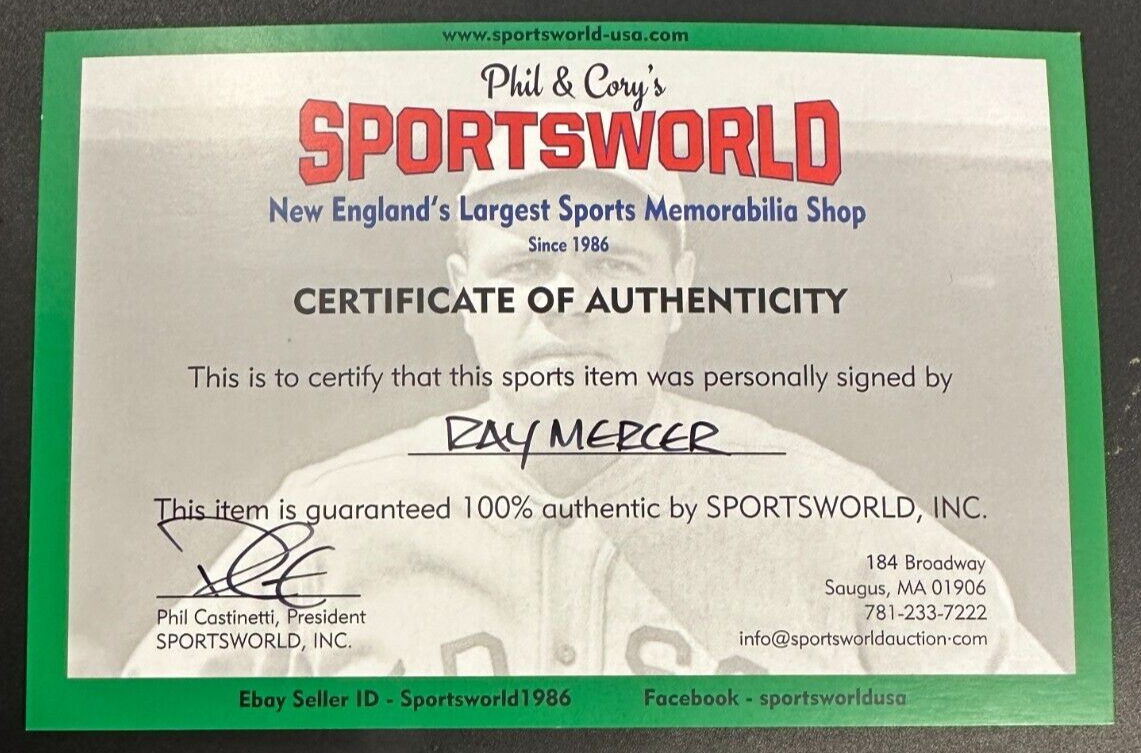 www.sportsworld-usa.com
Phil & Cory's
SPORTSWORLD
New England's Largest Sports Memorabilia Shop
Since 1986
CERTIFICATE OF AUTHENTICITY
This is to certify that this sports item was personally signed by
RAY MERCER
This item is guaranteed 100% authentic by SPORTSWORLD, INC.
Phil Castinetti, President
SPORTSWORLD, INC.
184 Broadway
Saugus, MA 01906
781-233-7222
info@sportsworldauction.com
Ebay Seller ID - Sportsworld1986 Facebook - sportsworldusa